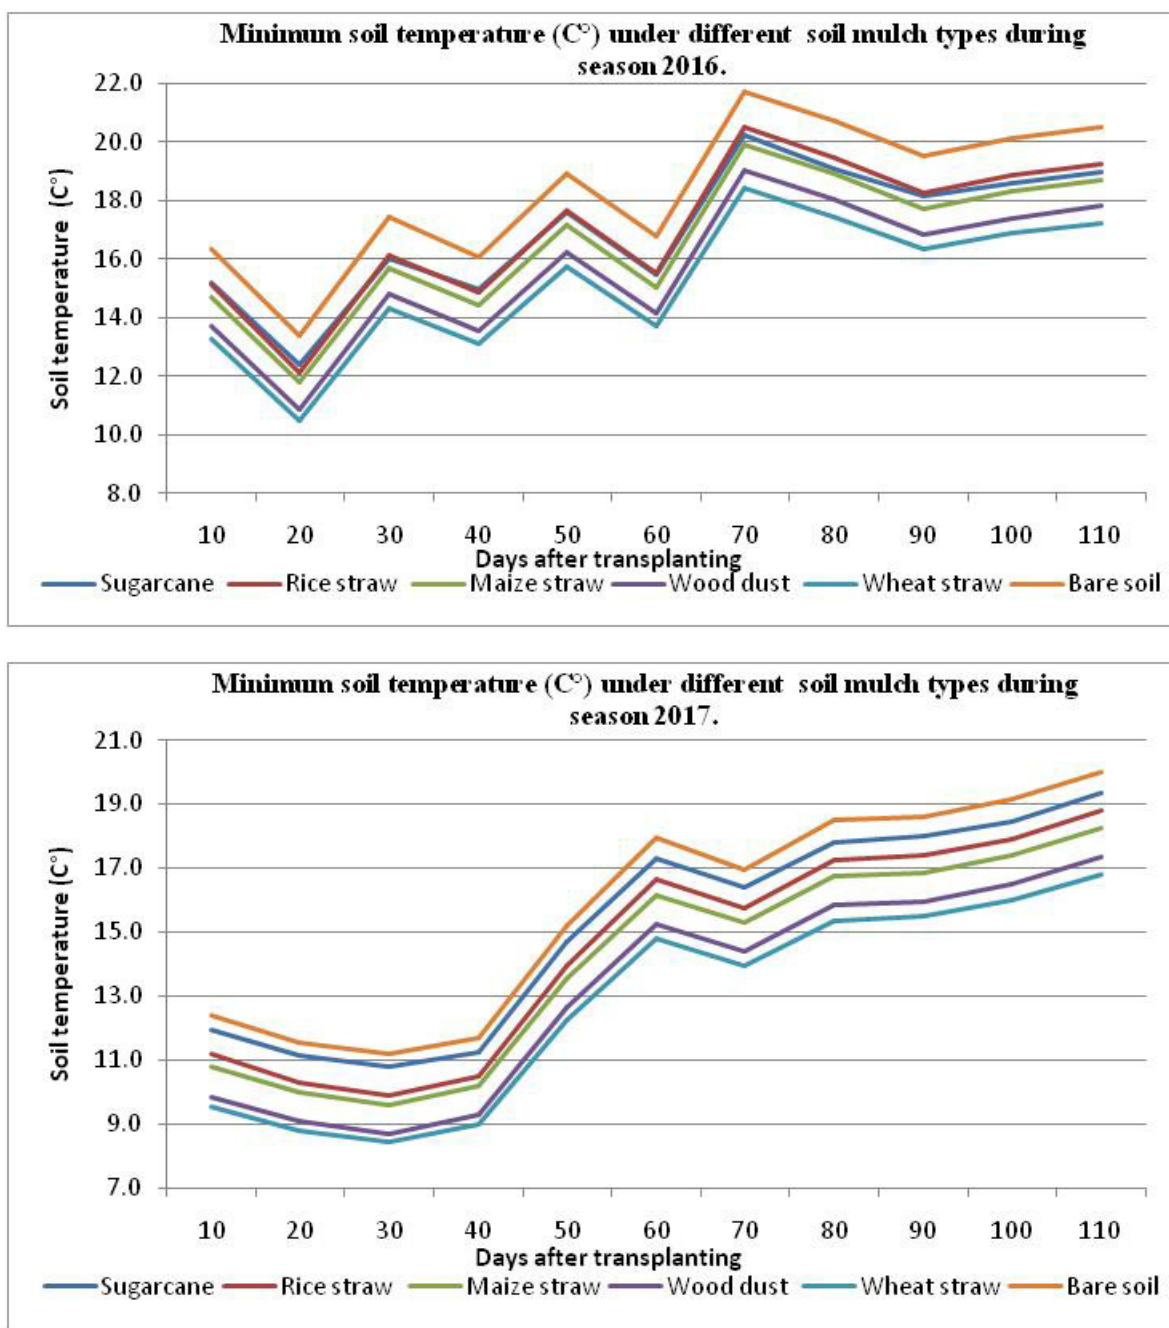 Minimum soil temperature (C°) under different soil mulch types during
season 2016.
22.0
20.0
18.0
16.0
14.0
12.0
10.0
8.0
Soil temperature (C°)
10 20 30 40 50 60 70 80 90 100 110
Days after transplanting
Sugarcane Rice straw Maize straw Wood dust Wheat straw Bare soil
Minimum soil temperature (C°) under different soil mulch types during
season 2017.
21.0
19.0
17.0
15.0
13.0
11.0
9.0
7.0
Soil temperature (C°)
10 20 30 40 50 60 70 80 90 100 110
Days after transplanting
Sugarcane Rice straw Maize straw Wood dust Wheat straw Bare soil